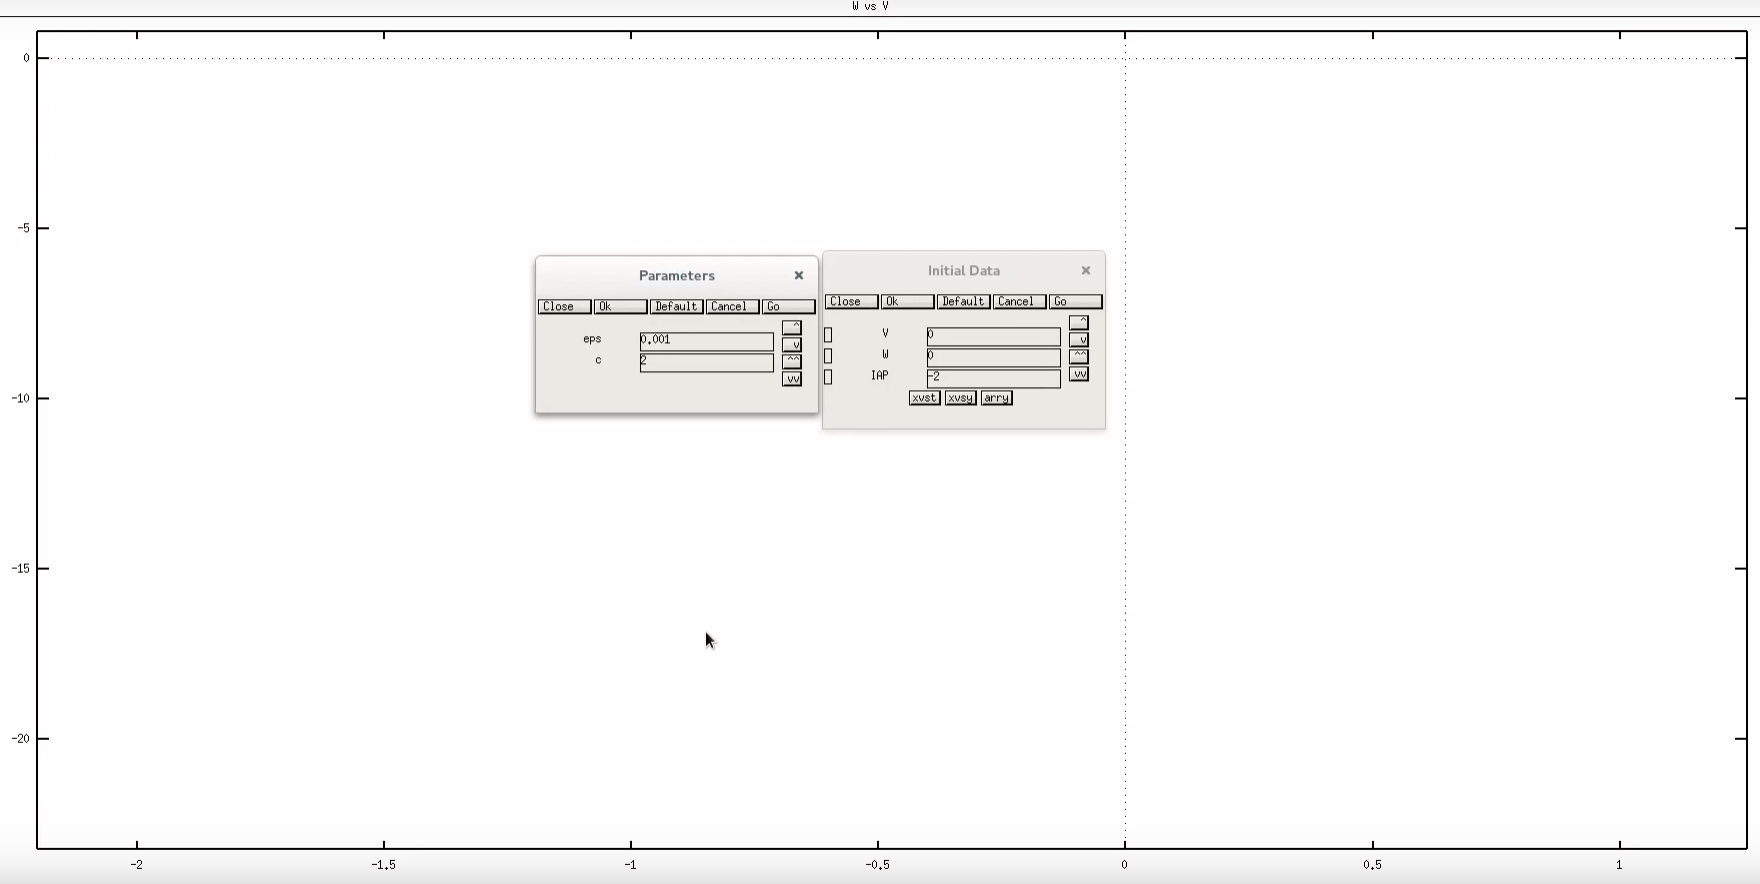 W vs V
0
-5
-10
-15
-20
-2
-1.5
-1
-0.5
0
0.5
1
Parameters ×
Close Ok Default Cancel Go
eps 0.001
c 2
^
v
^^
vv
Initial Data ×
Close Ok Default Cancel Go
V 0
W 0
IAP -2
^
v
^^
vv
xvst xvsy arry